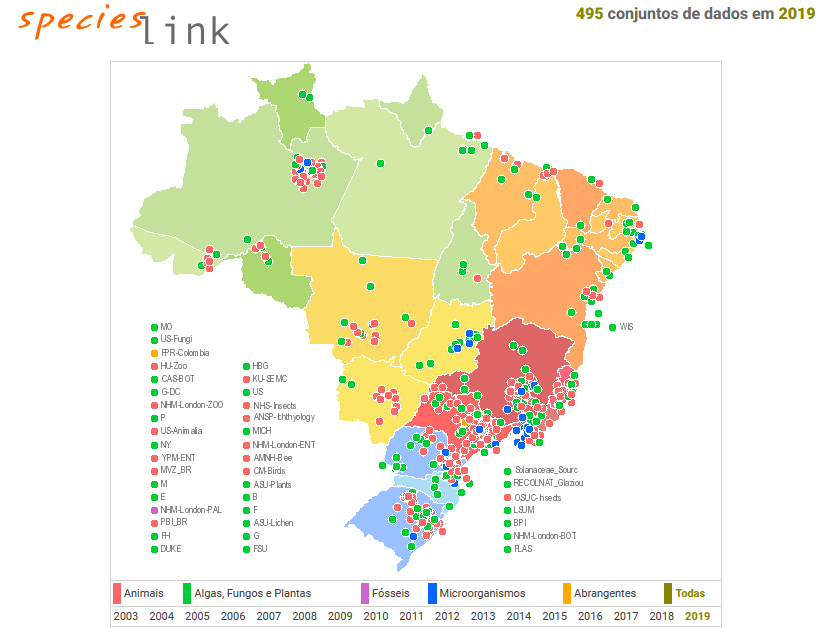 species
link
495 conjuntos de dados em 2019
MO
US-Fungi
PPR-Colombia
HU-Zoo
CAS-BOT
G-DC
NHM-London-ZOO
P
US-Animalia
NY
YPM-ENT
MVZ_BR
M
E
NHM-London-PAL
PBI_BR
FH
DUKE
HBG
KU-SEMC
US
NHS-Insects
ANSP-Ichthyology
MICH
NHM-London-ENT
AMNH-Bee
CM-Birds
ASU-Plants
B
F
ASU-Lichen
G
FSU
WIS
Solanaceae_Sourc
RECOLNAT_Glaziou
OSUC-Insects
LSUM
BPI
NHM-London-BOT
FLAS
Animais Algas, Fungos e Plantas Fósseis Microorganismos Abrangentes Todas
2003 2004 2005 2006 2007 2008 2009 2010 2011 2012 2013 2014 2015 2016 2017 2018 2019